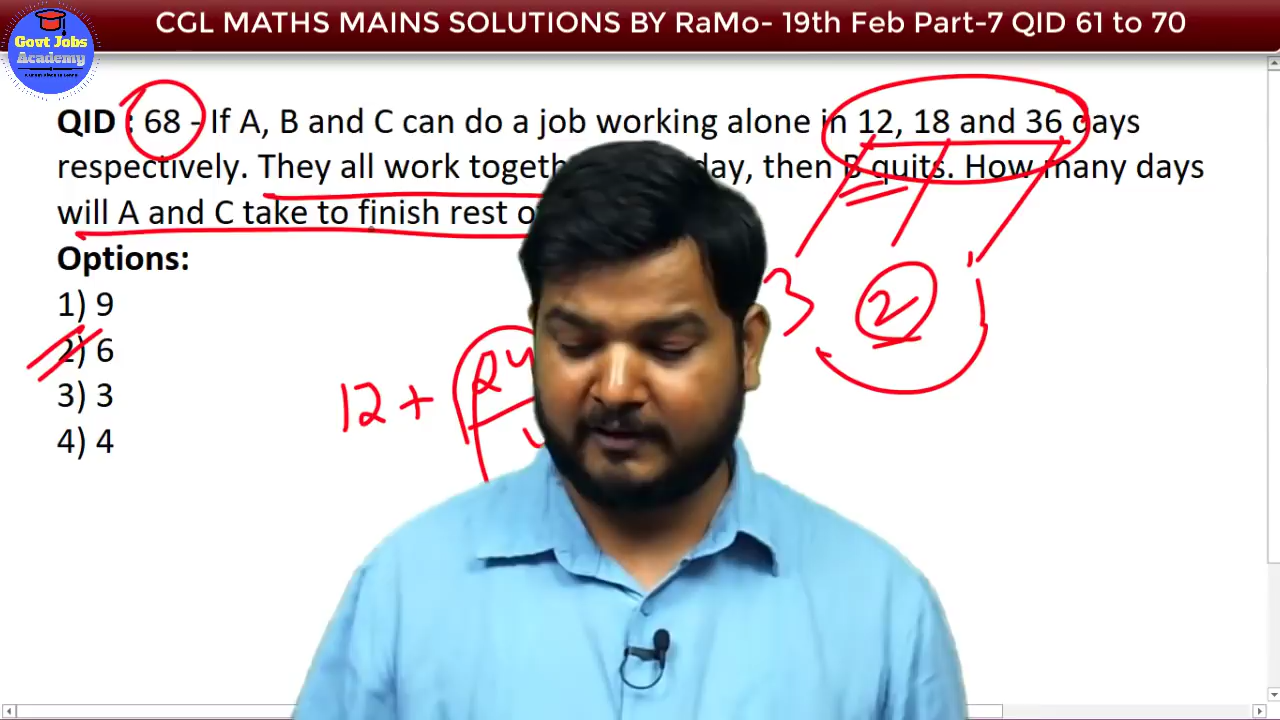 CGL MATHS MAINS SOLUTIONS BY RaMo- 19th Feb Part-7 QID 61 to 70
Govt Jobs
Academy
QID : 68 - If A, B and C can do a job working alone in 12, 18 and 36 days
respectively. They all work day, then B quits. How many days
will A and C take to finish rest
Options:
1) 9
2) 6
3) 3
4) 4
3 2 1
12 + 24